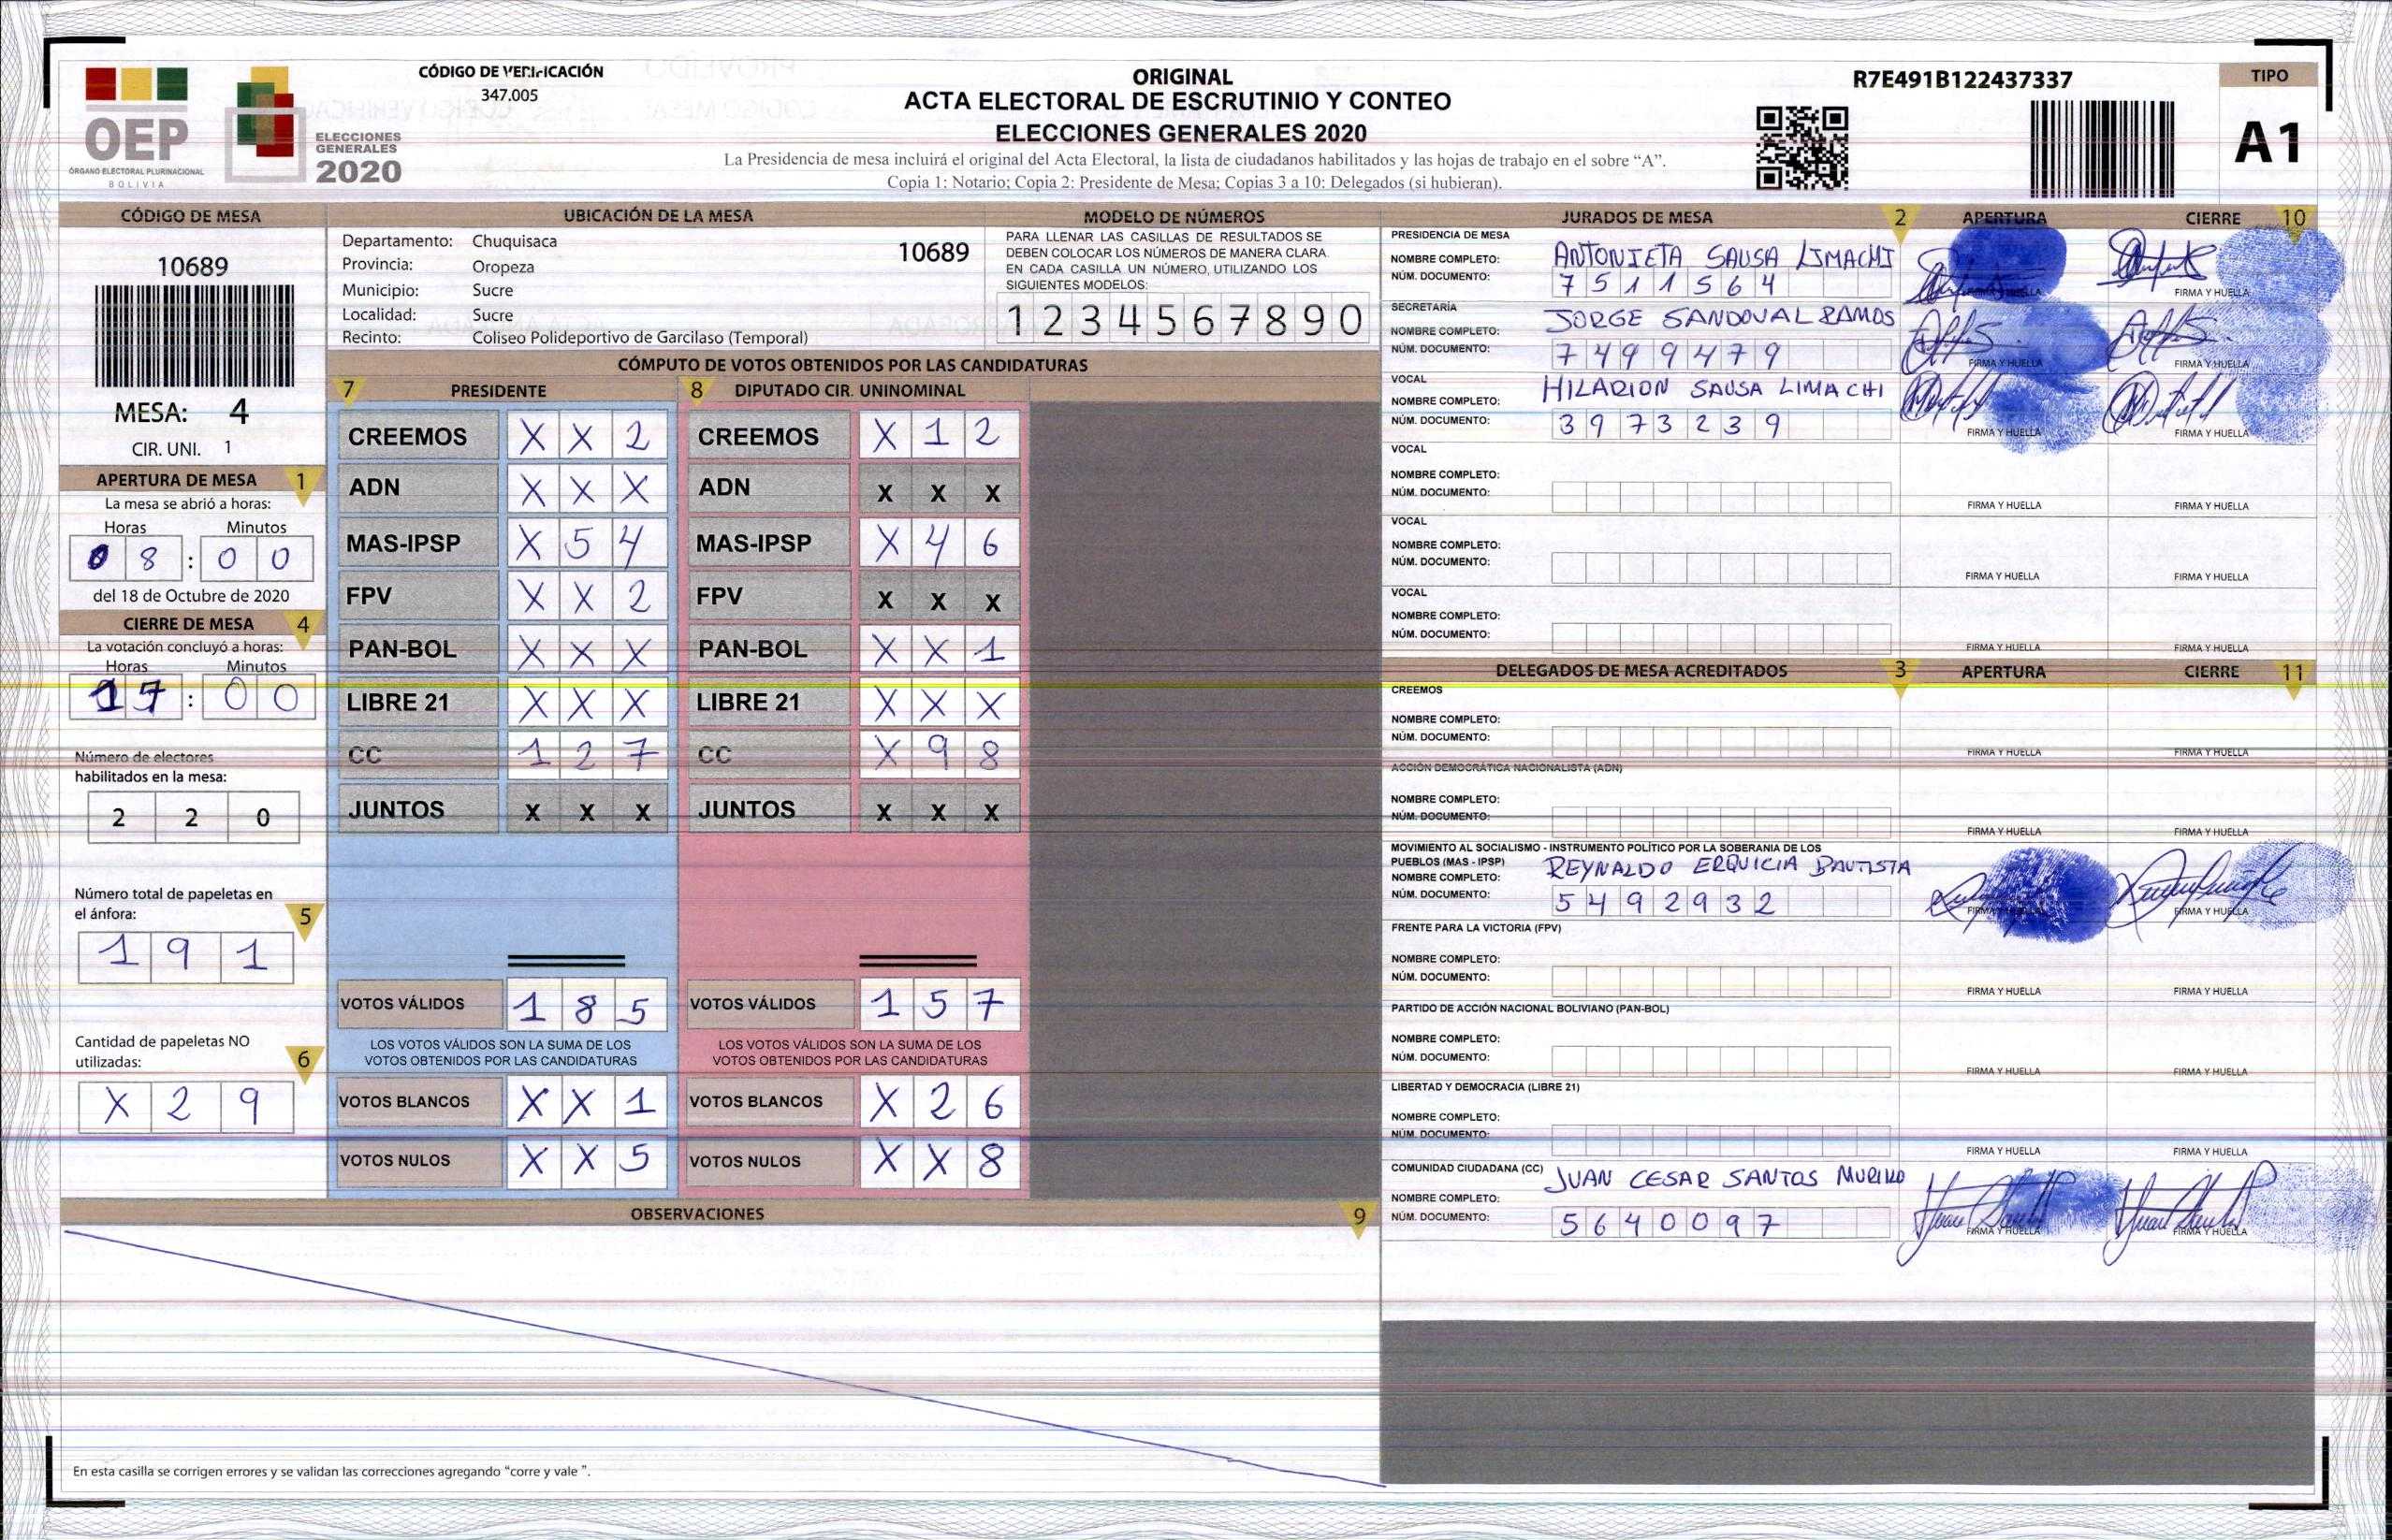 CÓDIGO DE VERIFICACIÓN
347.005
OEP
ÓRGANO ELECTORAL PLURINACIONAL
BOLIVIA
ELECCIONES
GENERALES
2020
ORIGINAL
ACTA ELECTORAL DE ESCRUTINIO Y CONTEO
ELECCIONES GENERALES 2020
La Presidencia de mesa incluirá el original del Acta Electoral, la lista de ciudadanos habilitados y las hojas de trabajo en el sobre “A”.
Copia 1: Notario; Copia 2: Presidente de Mesa; Copias 3 a 10: Delegados (si hubieran).
R7E491B122437337
TIPO
A1
CÓDIGO DE MESA
10689
MESA: 4
CIR. UNI. 1
APERTURA DE MESA 1
La mesa se abrió a horas:
Horas Minutos
0 8 : 0 0
del 18 de Octubre de 2020
CIERRE DE MESA 4
La votación concluyó a horas:
Horas Minutos
1 7 : 0 0
Número de electores
habilitados en la mesa:
2 2 0
Número total de papeletas en
el ánfora: 5
1 9 1
Cantidad de papeletas NO
utilizadas: 6
X 2 9
UBICACIÓN DE LA MESA
Departamento: Chuquisaca
10689
Provincia: Oropeza
Municipio: Sucre
Localidad: Sucre
Recinto: Coliseo Polideportivo de Garcilaso (Temporal)
MODELO DE NÚMEROS
PARA LLENAR LAS CASILLAS DE RESULTADOS SE
DEBEN COLOCAR LOS NÚMEROS DE MANERA CLARA.
EN CADA CASILLA UN NÚMERO, UTILIZANDO LOS
SIGUIENTES MODELOS:
1 2 3 4 5 6 7 8 9 0
CÓMPUTO DE VOTOS OBTENIDOS POR LAS CANDIDATURAS
7 PRESIDENTE 8 DIPUTADO CIR. UNINOMINAL
CREEMOS X X 2 CREEMOS X 1 2
ADN X X X ADN X X X
MAS-IPSP X 5 4 MAS-IPSP X 4 6
FPV X X 2 FPV X X X
PAN-BOL X X X PAN-BOL X X 1
LIBRE 21 X X X LIBRE 21 X X X
CC 1 2 7 CC X 9 8
JUNTOS X X X JUNTOS X X X
VOTOS VÁLIDOS 1 8 5 VOTOS VÁLIDOS 1 5 7
LOS VOTOS VÁLIDOS SON LA SUMA DE LOS LOS VOTOS VÁLIDOS SON LA SUMA DE LOS
VOTOS OBTENIDOS POR LAS CANDIDATURAS VOTOS OBTENIDOS POR LAS CANDIDATURAS
VOTOS BLANCOS X X 1 VOTOS BLANCOS X 2 6
VOTOS NULOS X X 5 VOTOS NULOS X X 8
OBSERVACIONES 9
En esta casilla se corrigen errores y se validan las correcciones agregando “corre y vale ”.
JURADOS DE MESA 2 APERTURA CIERRE 10
PRESIDENCIA DE MESA
NOMBRE COMPLETO: ANTONIETA SAUSA LIMACHI
NÚM. DOCUMENTO: 7 5 1 1 5 6 4
FIRMA Y HUELLA FIRMA Y HUELLA
SECRETARÍA
NOMBRE COMPLETO: JORGE SANDOVAL RAMOS
NÚM. DOCUMENTO: 7 4 9 9 4 7 9
FIRMA Y HUELLA FIRMA Y HUELLA
VOCAL
NOMBRE COMPLETO: HILARION SAUSA LIMACHI
NÚM. DOCUMENTO: 3 9 7 3 2 3 9
FIRMA Y HUELLA FIRMA Y HUELLA
VOCAL
NOMBRE COMPLETO:
NÚM. DOCUMENTO:
FIRMA Y HUELLA FIRMA Y HUELLA
VOCAL
NOMBRE COMPLETO:
NÚM. DOCUMENTO:
FIRMA Y HUELLA FIRMA Y HUELLA
VOCAL
NOMBRE COMPLETO:
NÚM. DOCUMENTO:
FIRMA Y HUELLA FIRMA Y HUELLA
DELEGADOS DE MESA ACREDITADOS 3 APERTURA CIERRE 11
CREEMOS
NOMBRE COMPLETO:
NÚM. DOCUMENTO:
FIRMA Y HUELLA FIRMA Y HUELLA
ACCIÓN DEMOCRÁTICA NACIONALISTA (ADN)
NOMBRE COMPLETO:
NÚM. DOCUMENTO:
FIRMA Y HUELLA FIRMA Y HUELLA
MOVIMIENTO AL SOCIALISMO - INSTRUMENTO POLÍTICO POR LA SOBERANIA DE LOS
PUEBLOS (MAS - IPSP)
NOMBRE COMPLETO: REYNALDO ERQUICIA BAUTISTA
NÚM. DOCUMENTO: 5 4 9 2 9 3 2
FIRMA Y HUELLA FIRMA Y HUELLA
FRENTE PARA LA VICTORIA (FPV)
NOMBRE COMPLETO:
NÚM. DOCUMENTO:
FIRMA Y HUELLA FIRMA Y HUELLA
PARTIDO DE ACCIÓN NACIONAL BOLIVIANO (PAN-BOL)
NOMBRE COMPLETO:
NÚM. DOCUMENTO:
FIRMA Y HUELLA FIRMA Y HUELLA
LIBERTAD Y DEMOCRACIA (LIBRE 21)
NOMBRE COMPLETO:
NÚM. DOCUMENTO:
FIRMA Y HUELLA FIRMA Y HUELLA
COMUNIDAD CIUDADANA (CC)
NOMBRE COMPLETO: JUAN CESAR SANTOS
NÚM. DOCUMENTO: 5 6 4 0 0 9 7
FIRMA Y HUELLA FIRMA Y HUELLA